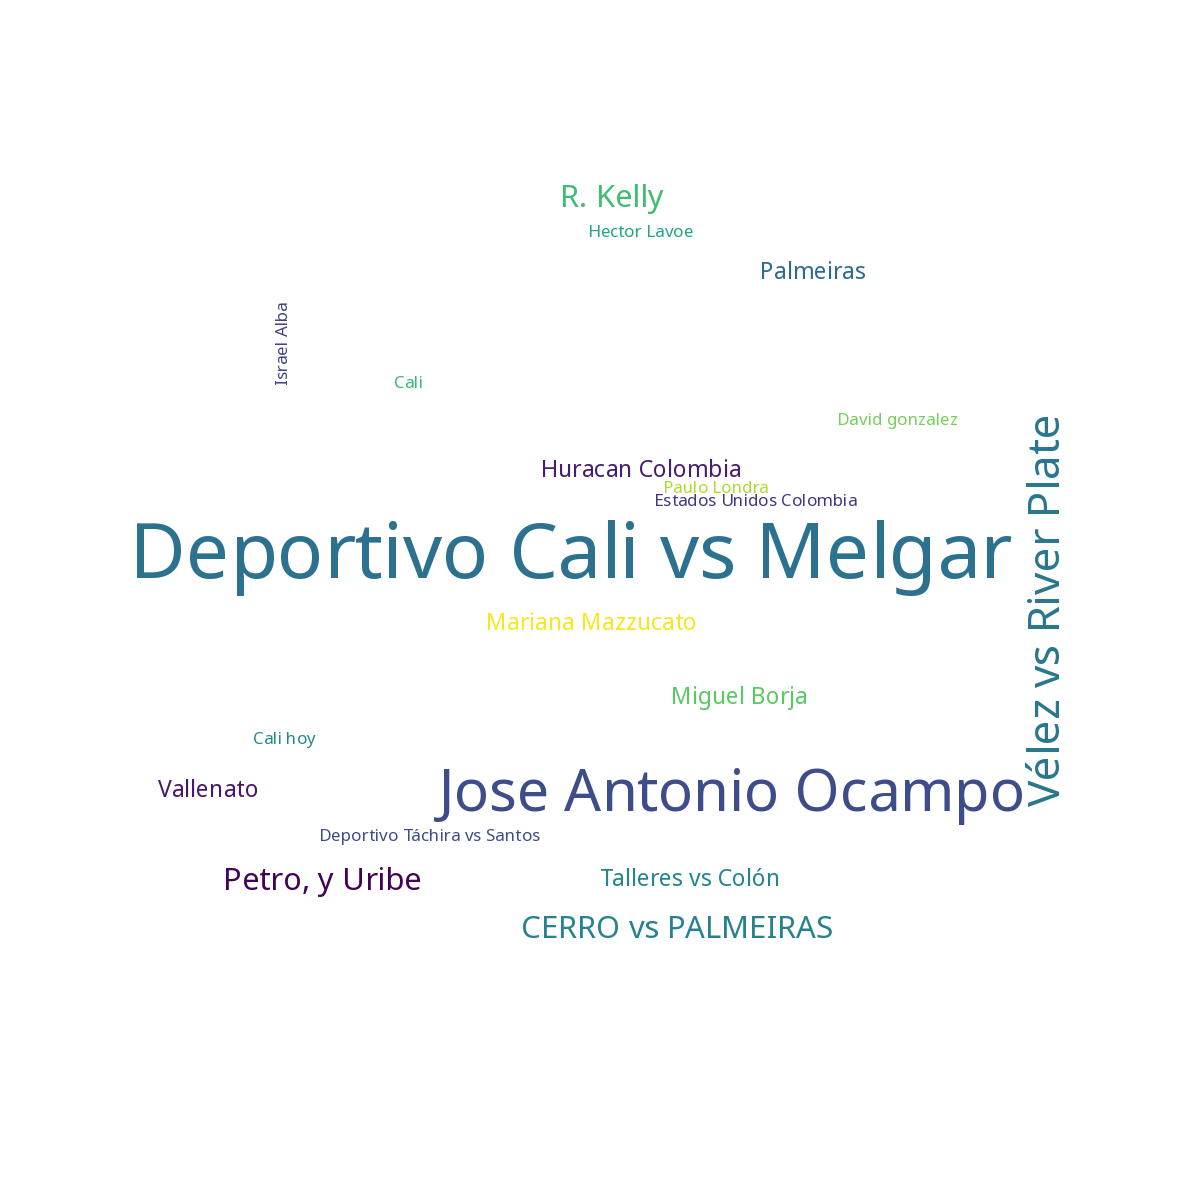 R. Kelly
Hector Lavoe
Palmeiras
Israel Alba
Cali
David gonzalez
Huracan Colombia
Paulo Londra
Estados Unidos Colombia
Vélez vs River Plate
Deportivo Cali vs Melgar
Mariana Mazzucato
Miguel Borja
Cali hoy
Vallenato
Jose Antonio Ocampo
Deportivo Táchira vs Santos
Petro, y Uribe
Talleres vs Colón
CERRO vs PALMEIRAS